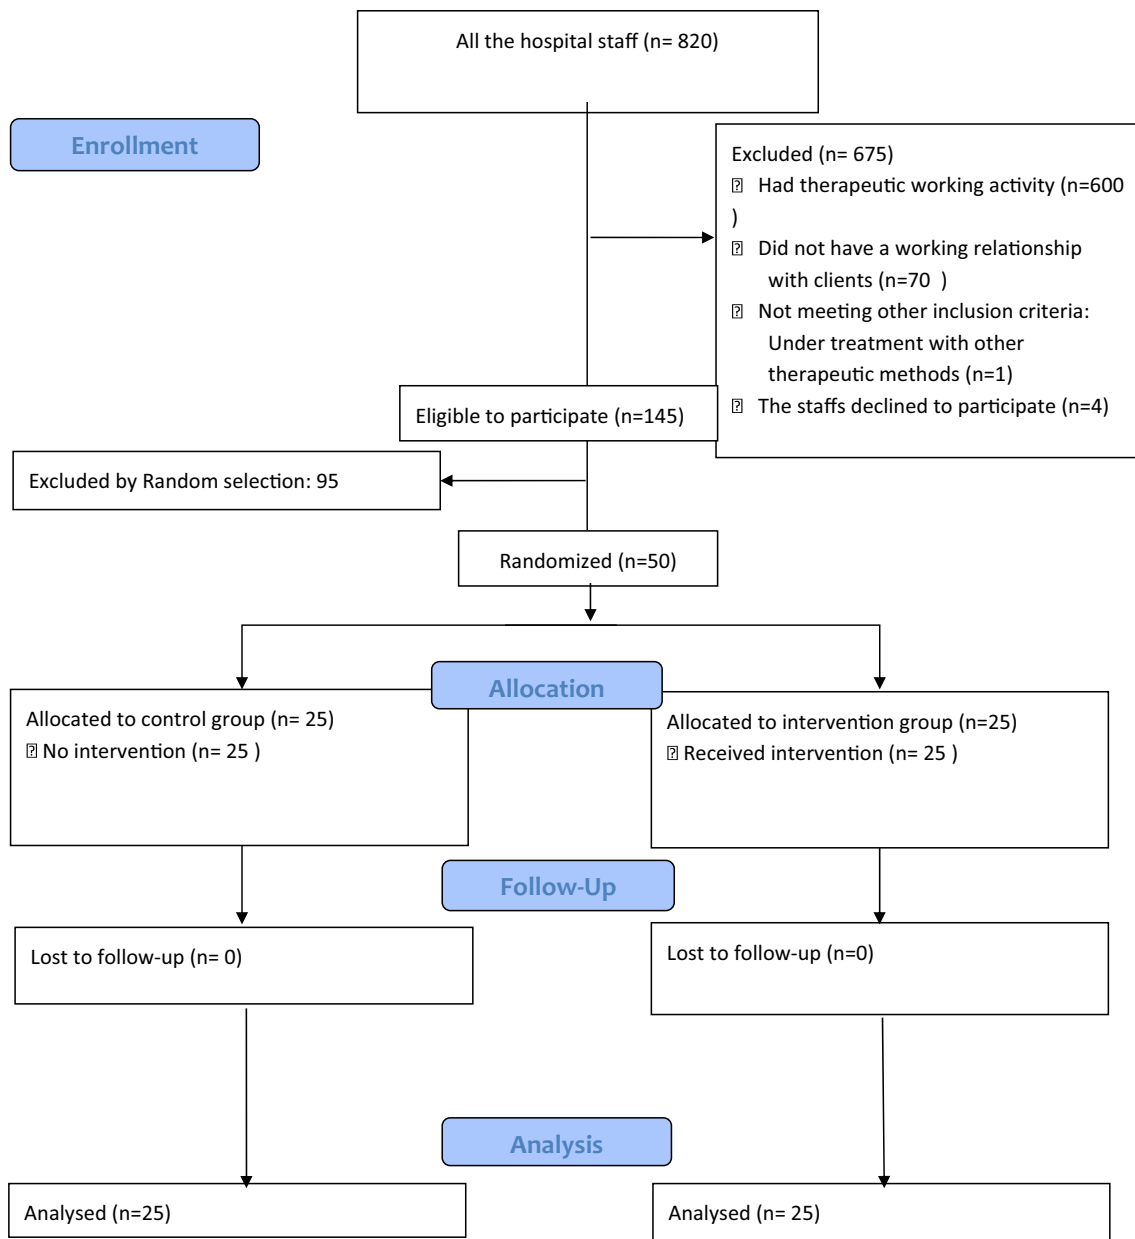 All the hospital staff (n= 820)
Enrollment
Excluded (n= 675)
Had therapeutic working activity (n=600
)
Did not have a working relationship
with clients (n=70 )
Not meeting other inclusion criteria:
Under treatment with other
therapeutic methods (n=1)
The staffs declined to participate (n=4)
Eligible to participate (n=145)
Excluded by Random selection: 95
Randomized (n=50)
Allocation
Allocated to control group (n= 25)
⍰ No intervention (n= 25 )
Allocated to intervention group (n=25)
⍰ Received intervention (n= 25 )
Follow-Up
Lost to follow-up (n= 0)
Lost to follow-up (n=0)
Analysis
Analysed (n=25)
Analysed (n= 25)